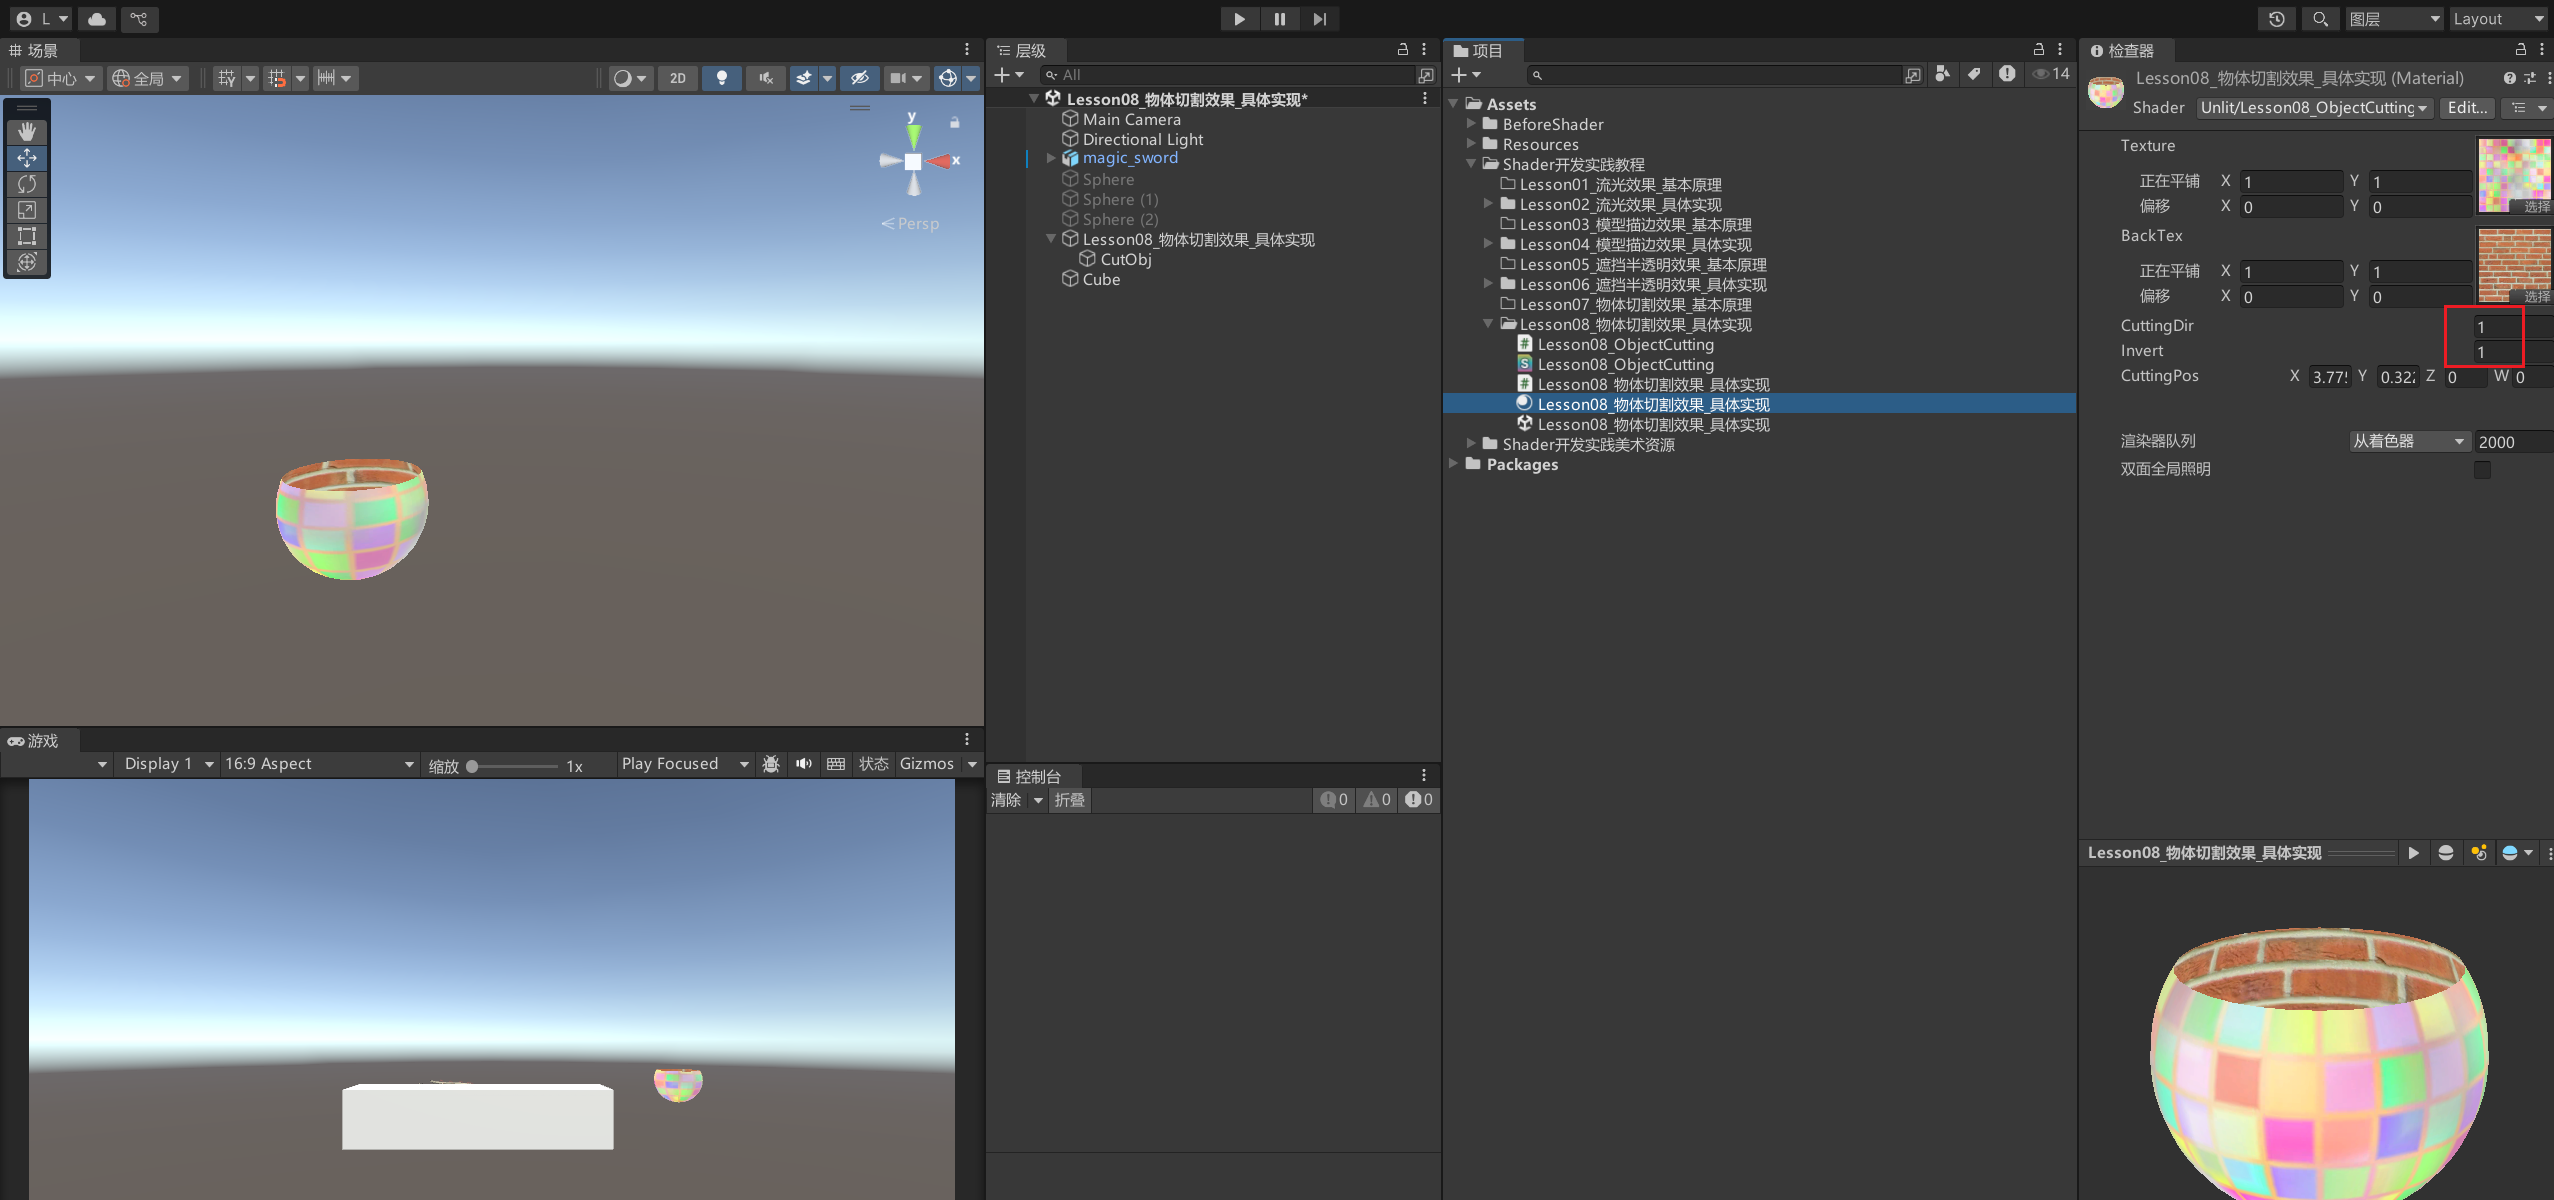 L
图层
Layout
场景
中心
全局
2D
y
x
Persp
层级
All
Lesson08_物体切割效果_具体实现*
Main Camera
Directional Light
magic_sword
Sphere
Sphere (1)
Sphere (2)
Lesson08_物体切割效果_具体实现
CutObj
Cube
项目
14
Assets
BeforeShader
Resources
Shader开发实践教程
Lesson01_流光效果_基本原理
Lesson02_流光效果_具体实现
Lesson03_模型描边效果_基本原理
Lesson04_模型描边效果_具体实现
Lesson05_遮挡半透明效果_基本原理
Lesson06_遮挡半透明效果_具体实现
Lesson07_物体切割效果_基本原理
Lesson08_物体切割效果_具体实现
Lesson08_ObjectCutting
Lesson08_ObjectCutting
Lesson08_物体切割效果_具体实现
Lesson08_物体切割效果_具体实现
Lesson08_物体切割效果_具体实现
Shader开发实践美术资源
Packages
检查器
Lesson08_物体切割效果_具体实现 (Material)
Shader Unlit/Lesson08_ObjectCutting Edit...
Texture
正在平铺 X 1 Y 1
偏移 X 0 Y 0 选择
BackTex
正在平铺 X 1 Y 1
偏移 X 0 Y 0 选择
CuttingDir 1
Invert 1
CuttingPos X 3.775 Y 0.322 Z 0 W 0
渲染器队列 从着色器 2000
双面全局照明
Lesson08_物体切割效果_具体实现
游戏
Display 1 16:9 Aspect 缩放 1x Play Focused 状态 Gizmos
控制台
清除 折叠 0 0 0